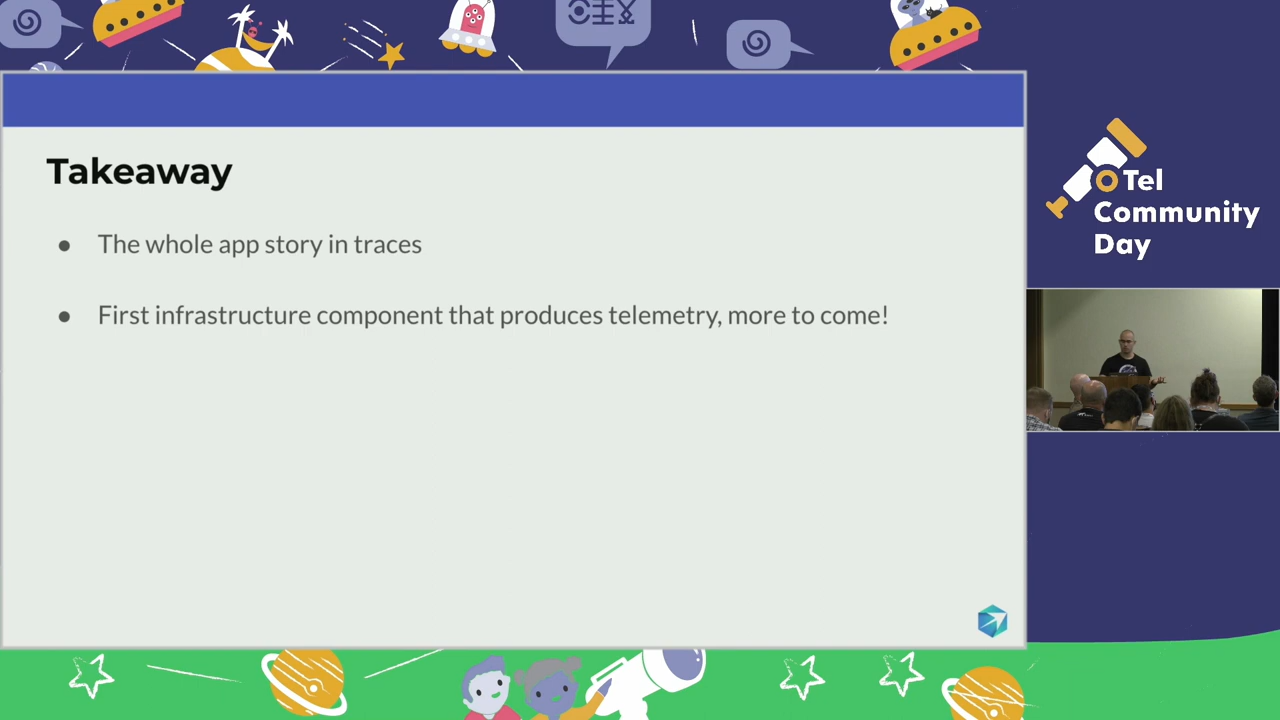 Takeaway
The whole app story in traces
First infrastructure component that produces telemetry, more to come!
OTel
Community
Day